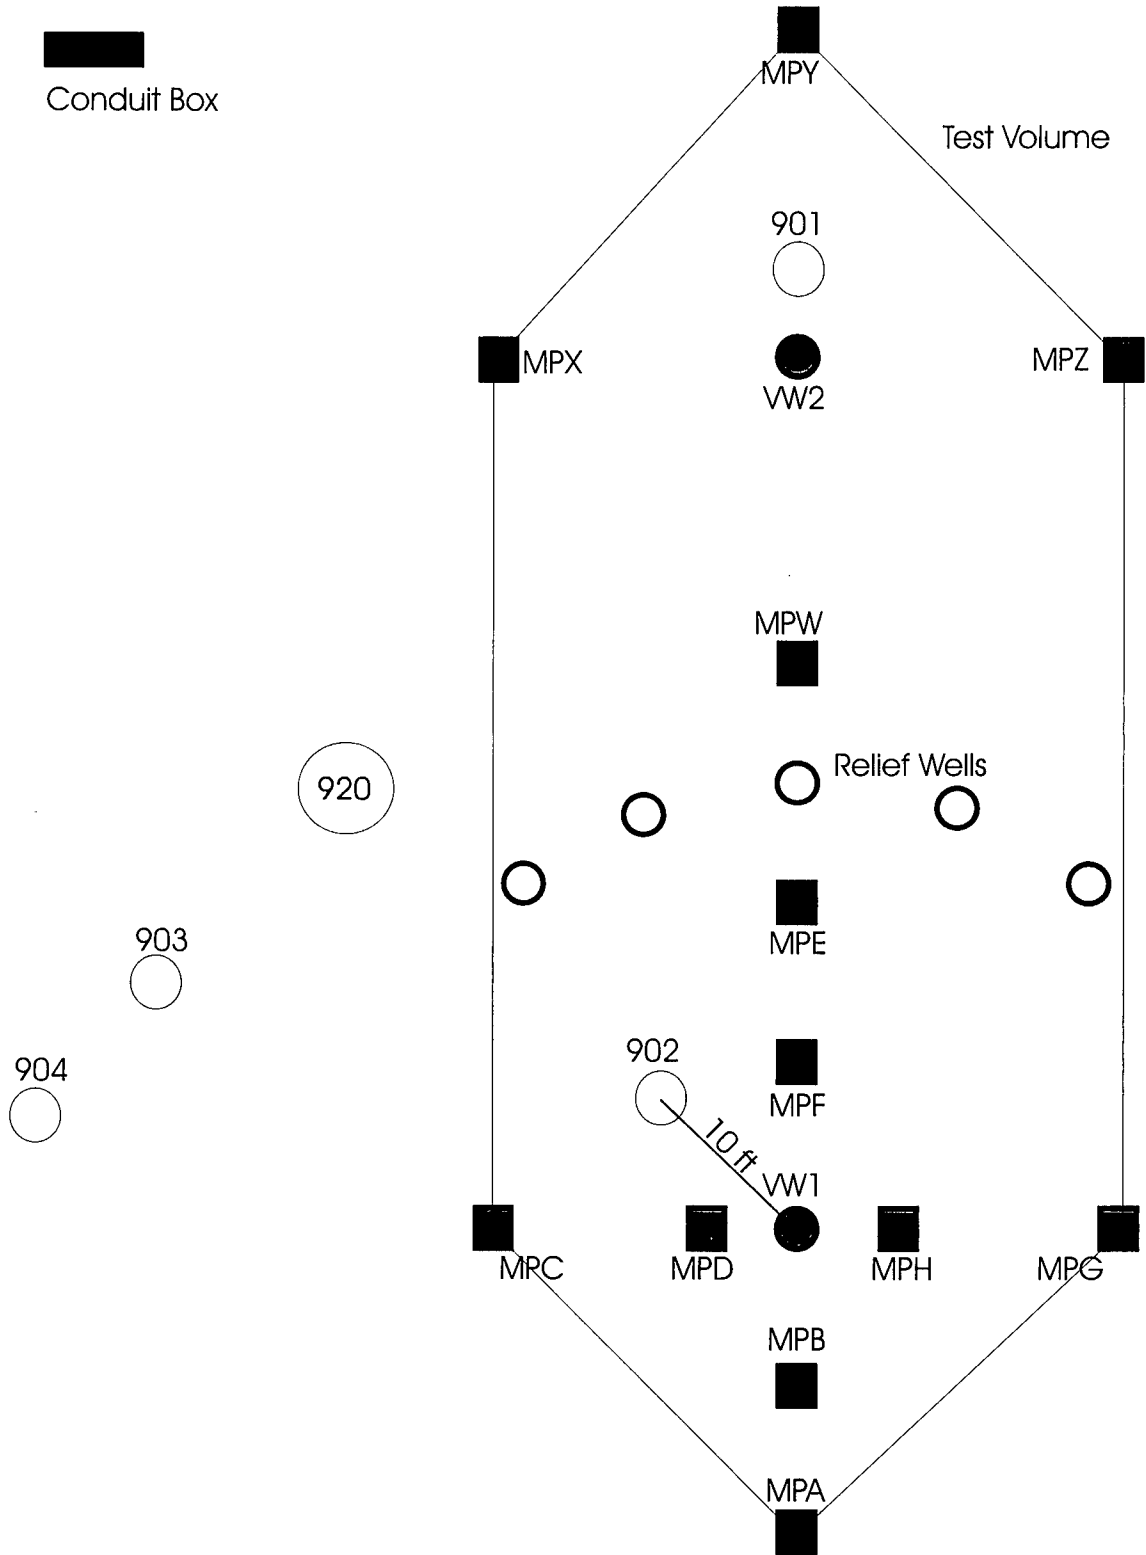 Conduit Box
MPY
Test Volume
901
MPX
MPZ
VW2
MPW
Relief Wells
920
903
MPE
904
902
MPF
10 ft
VW1
MPC
MPD
MPH
MPG
MPB
MPA